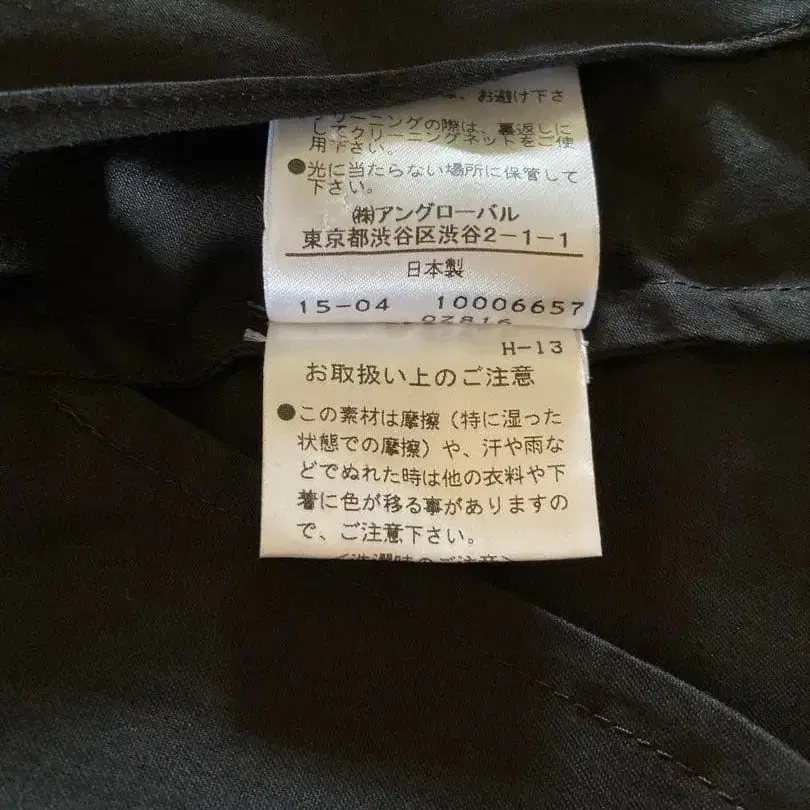 お避け下さ
クリーニングの際は、裏返しに
してクリーニングネットをご使
用下さい。
●光に当たらない場所に保管して
下さい。
㈱アングローバル
東京都渋谷区渋谷2-1-1
日本製
15-04 10006657
02816
H-13
お取扱い上のご注意
●この素材は摩擦（特に湿った
状態での摩擦）や、汗や雨な
どでぬれた時は他の衣料や下
着に色が移る事がありますの
で、ご注意下さい。